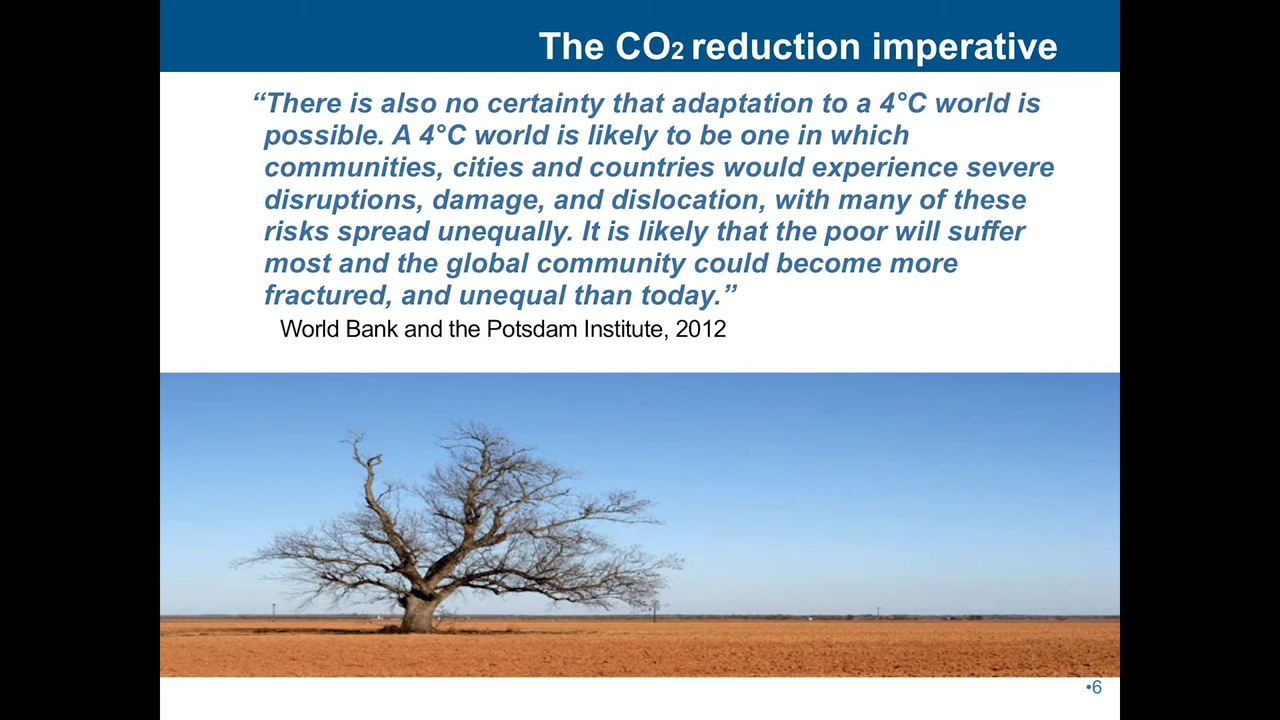 The CO2 reduction imperative
“There is also no certainty that adaptation to a 4°C world is
possible. A 4°C world is likely to be one in which
communities, cities and countries would experience severe
disruptions, damage, and dislocation, with many of these
risks spread unequally. It is likely that the poor will suffer
most and the global community could become more
fractured, and unequal than today.”
World Bank and the Potsdam Institute, 2012
•6